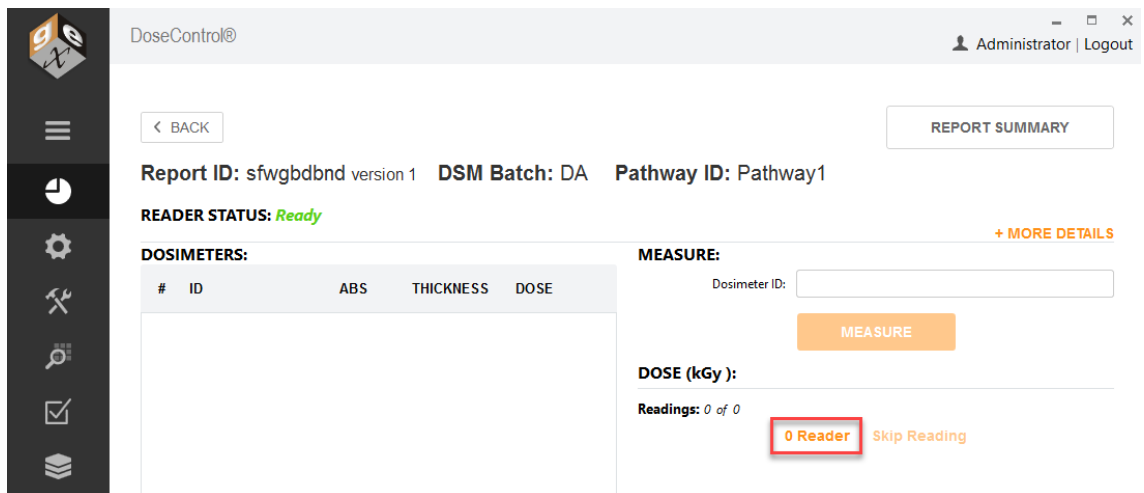 gex
DoseControl®
Administrator | Logout
< BACK
REPORT SUMMARY
Report ID: sfwgbdbnd version 1 DSM Batch: DA Pathway ID: Pathway1
READER STATUS: Ready
+ MORE DETAILS
DOSIMETERS:
# ID ABS THICKNESS DOSE
MEASURE:
Dosimeter ID:
MEASURE
DOSE (kGy ):
Readings: 0 of 0
0 Reader Skip Reading